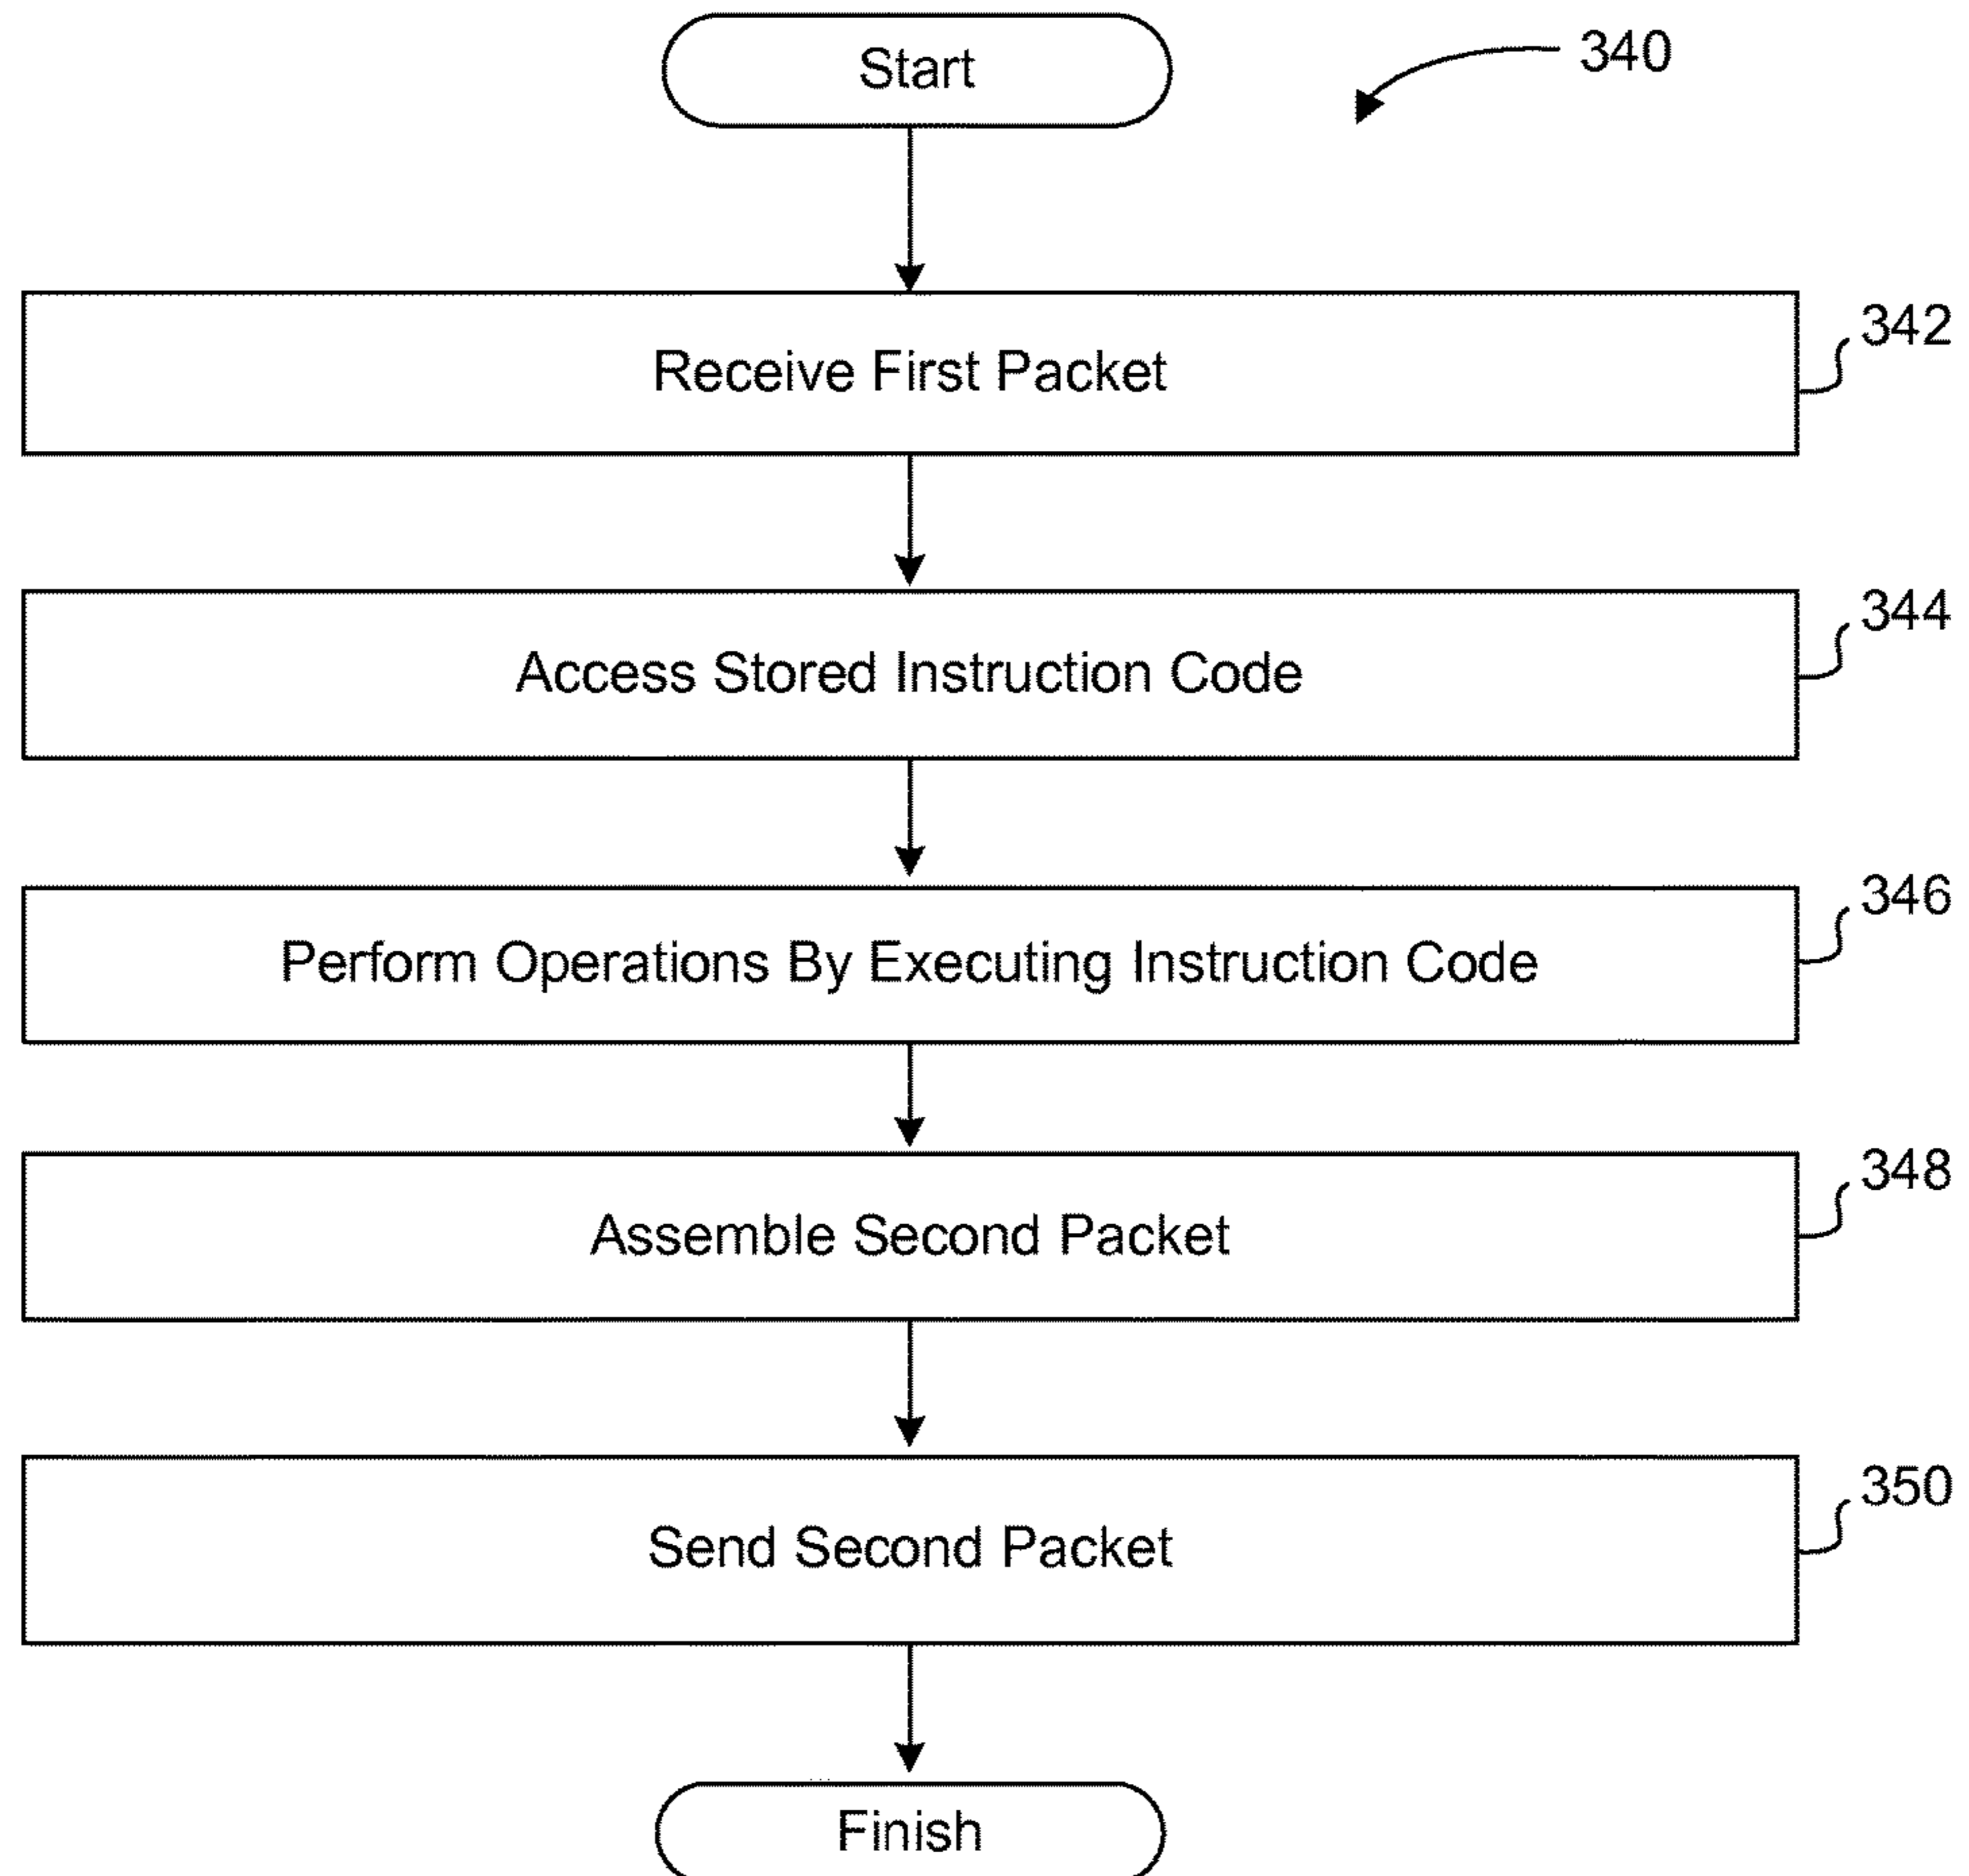 Start
340
Receive First Packet
342
Access Stored Instruction Code
344
Perform Operations By Executing Instruction Code
346
Assemble Second Packet
348
Send Second Packet
350
Finish